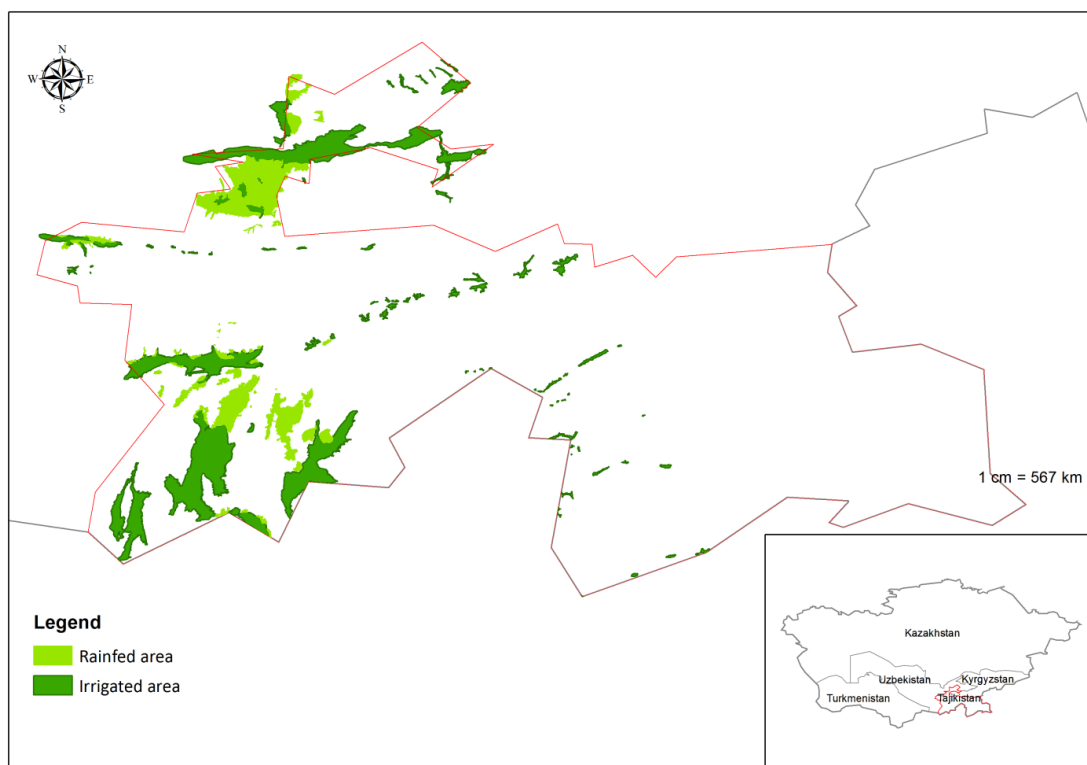 N
W E
S
1 cm = 567 km
Legend
Rainfed area
Irrigated area
Kazakhstan
Uzbekistan
Kyrgyzstan
Turkmenistan
Tajikistan